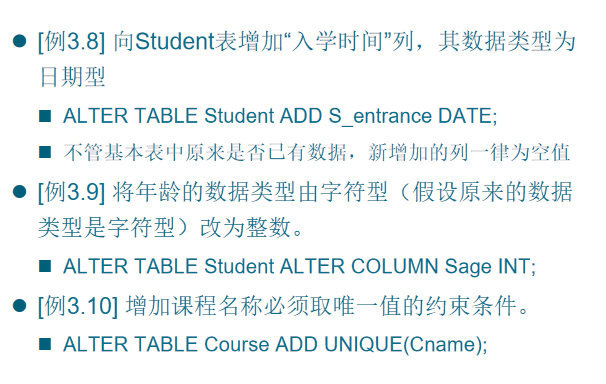 [例3.8] 向Student表增加“入学时间”列，其数据类型为
日期型
ALTER TABLE Student ADD S_entrance DATE;
不管基本表中原来是否已有数据，新增加的列一律为空值
[例3.9] 将年龄的数据类型由字符型（假设原来的数据
类型是字符型）改为整数。
ALTER TABLE Student ALTER COLUMN Sage INT;
[例3.10] 增加课程名称必须取唯一值的约束条件。
ALTER TABLE Course ADD UNIQUE(Cname);